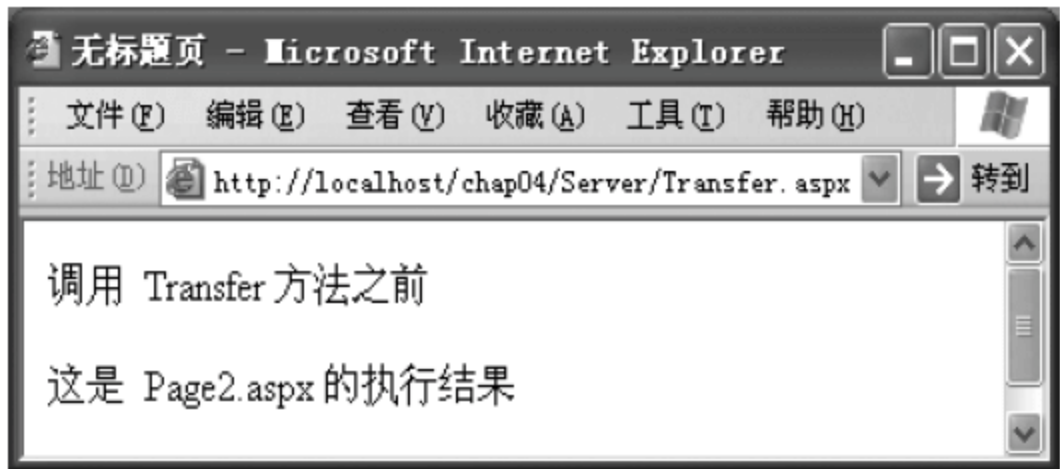 无标题页 - Microsoft Internet Explorer
文件(F) 编辑(E) 查看(V) 收藏(A) 工具(T) 帮助(H)
地址(D) http://localhost/chap04/Server/Transfer.aspx 转到
调用 Transfer 方法之前
这是 Page2.aspx 的执行结果